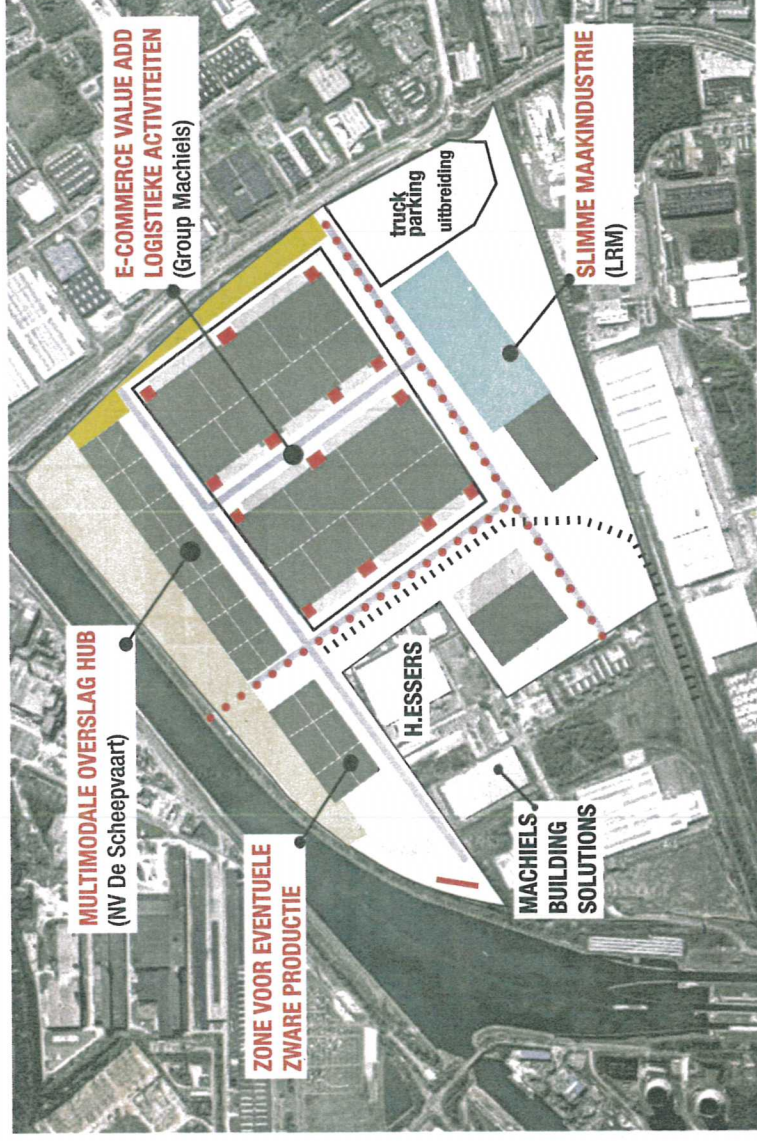 E-COMMERCE VALUE ADD
LOGISTIEKE ACTIVITEITEN
(Group Machiels)
MULTIMODALE OVERSLAG HUB
(NV De Scheepvaart)
truck
parking
uitbreiding
SLIMME MAAKINDUSTRIE
(LRM)
H.ESSERS
ZONE VOOR EVENTUELE
ZWARE PRODUCTIE
MACHIELS
BUILDING
SOLUTIONS